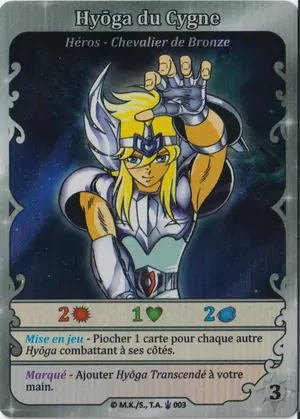 Hyōga du Cygne
Héros - Chevalier de Bronze
2 1 2
Mise en jeu - Piocher 1 carte pour chaque autre
Hyōga combattant à ses côtés.
Marqué - Ajouter Hyōga Transcendé à votre
main.
3
© M.K./S., T.A. 003